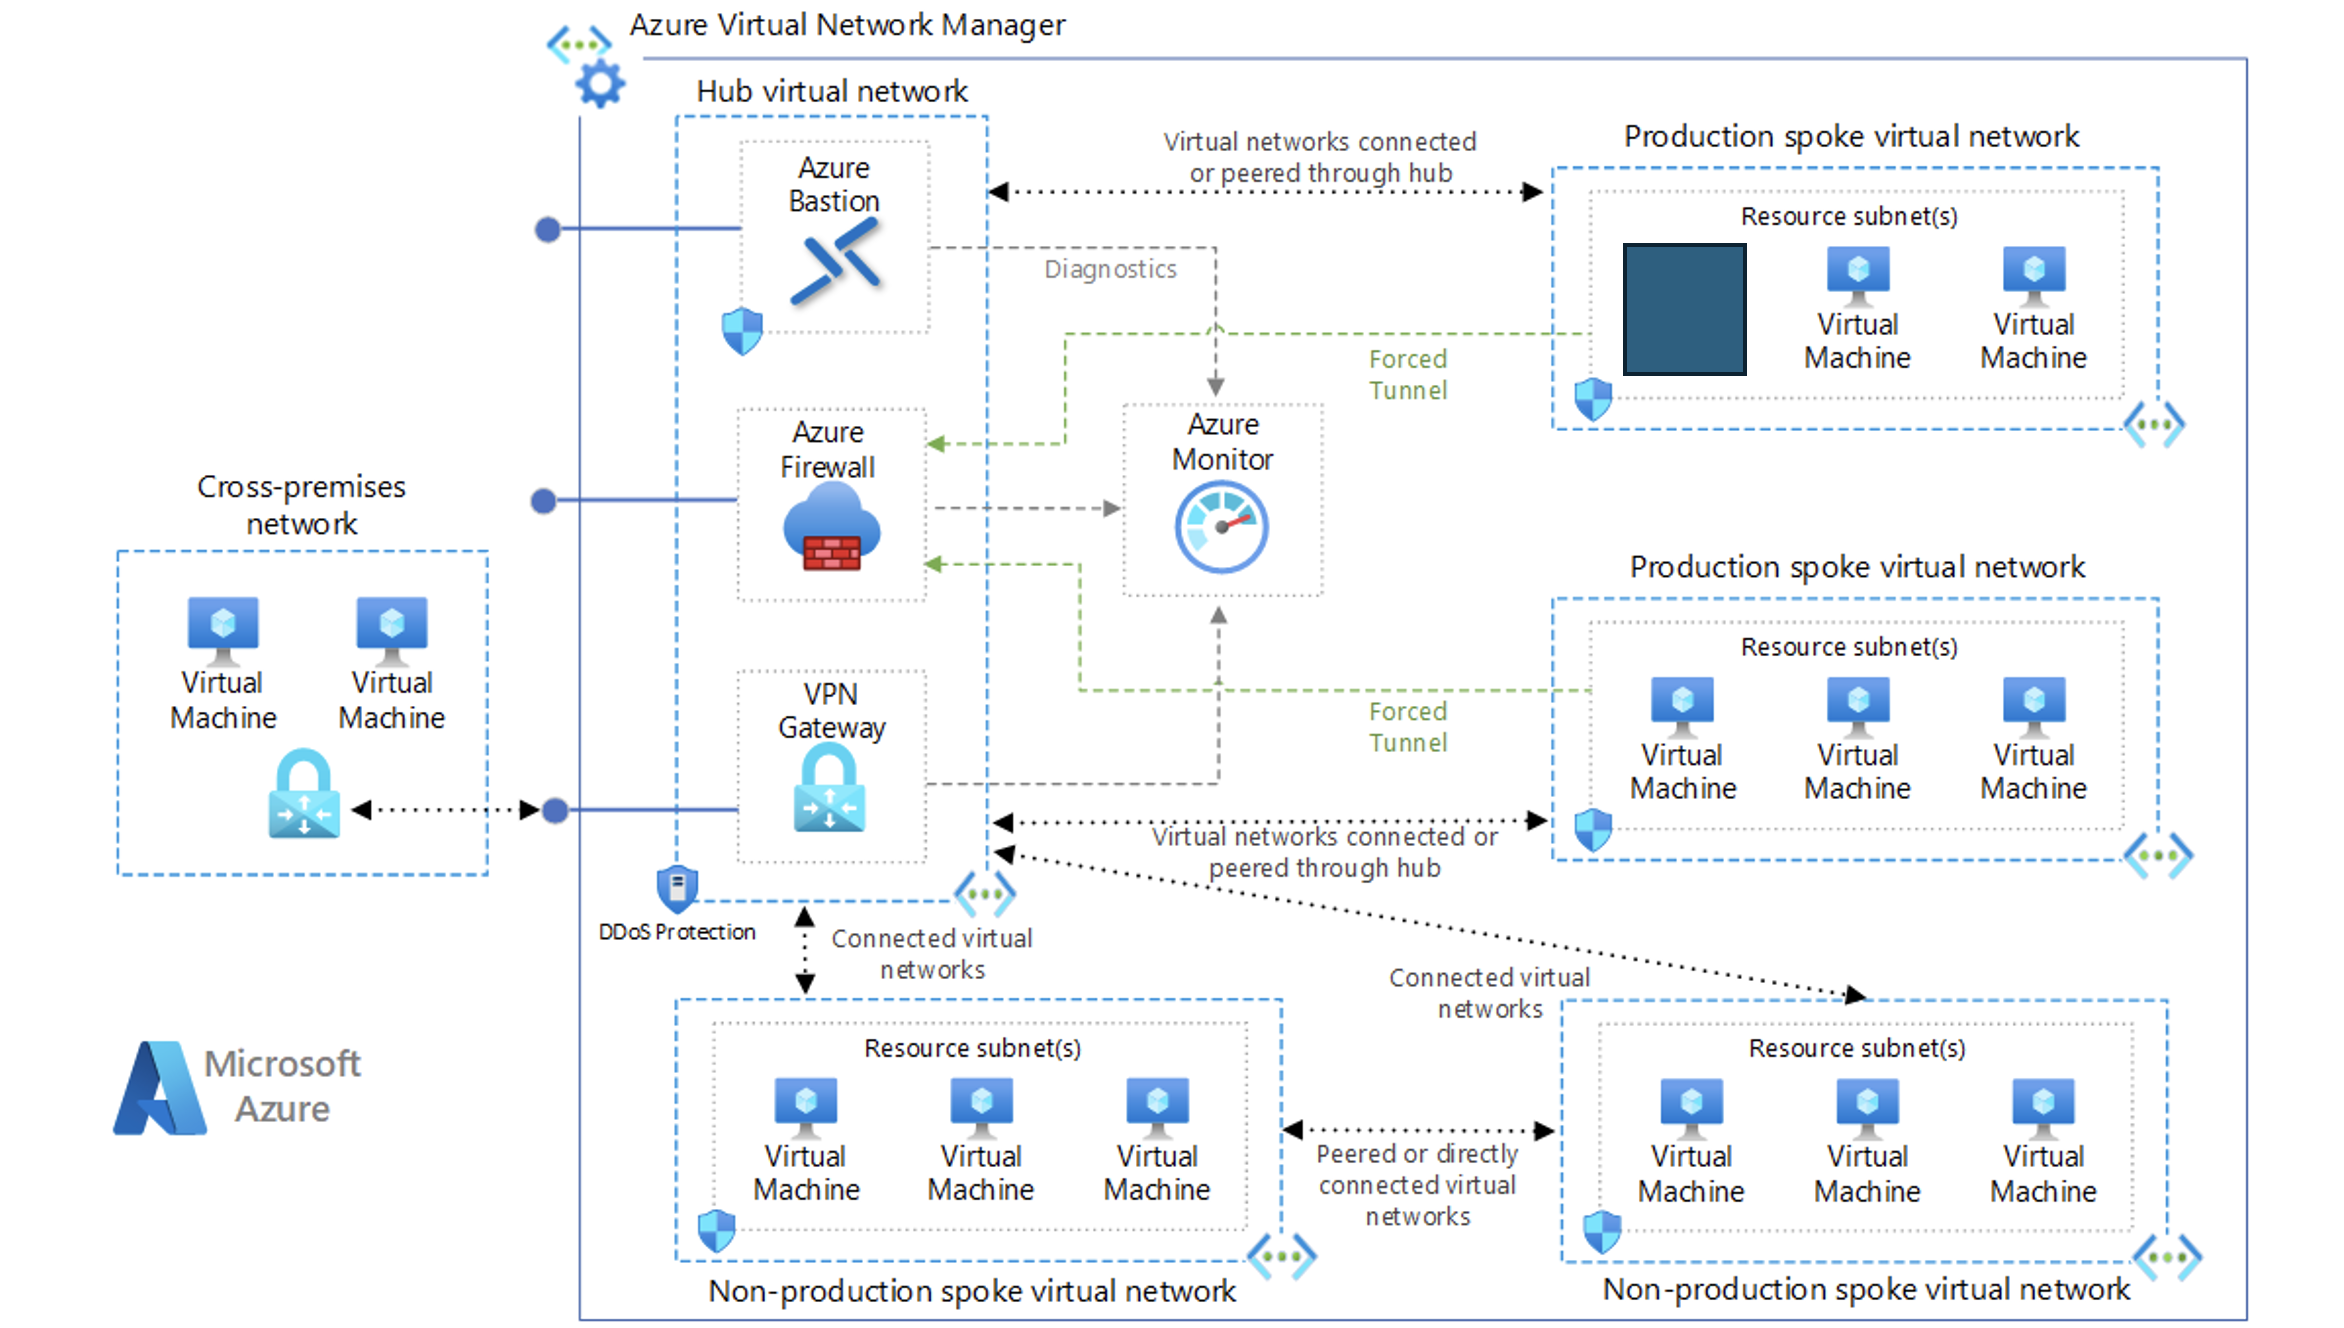 Azure Virtual Network Manager
Hub virtual network
Azure
Bastion
Virtual networks connected
or peered through hub
Production spoke virtual network
Resource subnet(s)
Virtual
Machine
Virtual
Machine
Diagnostics
Forced
Tunnel
Azure
Firewall
Azure
Monitor
Cross-premises
network
Virtual
Machine
Virtual
Machine
Production spoke virtual network
Resource subnet(s)
Virtual
Machine
Virtual
Machine
Virtual
Machine
VPN
Gateway
Forced
Tunnel
Virtual networks connected or
peered through hub
DDoS Protection
Connected virtual
networks
Connected virtual
networks
Microsoft
Azure
Resource subnet(s)
Virtual
Machine
Virtual
Machine
Virtual
Machine
Non-production spoke virtual network
Peered or directly
connected virtual
networks
Resource subnet(s)
Virtual
Machine
Virtual
Machine
Virtual
Machine
Non-production spoke virtual network